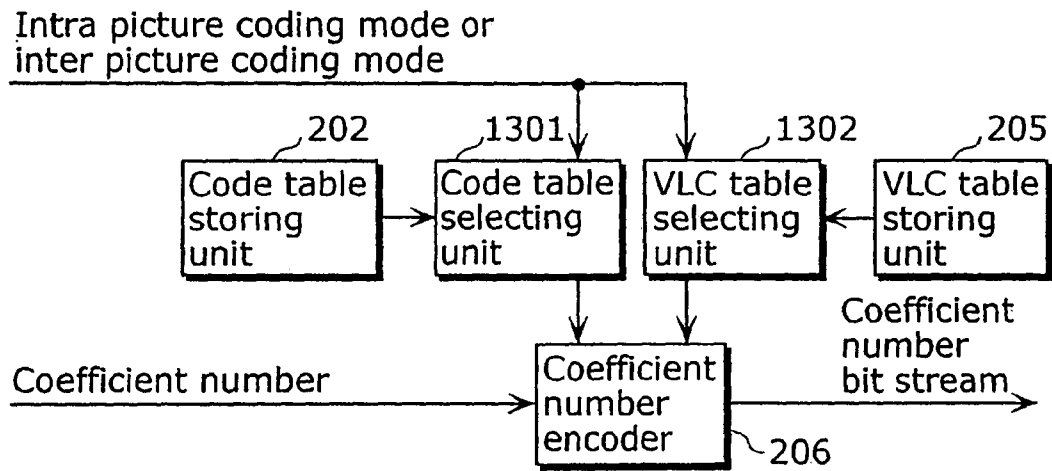 Intra picture coding mode or
inter picture coding mode
202
1301
1302
205
Code table
storing
unit
Code table
selecting
unit
VLC table
selecting
unit
VLC table
storing
unit
Coefficient
number
bit stream
Coefficient number
Coefficient
number
encoder
206